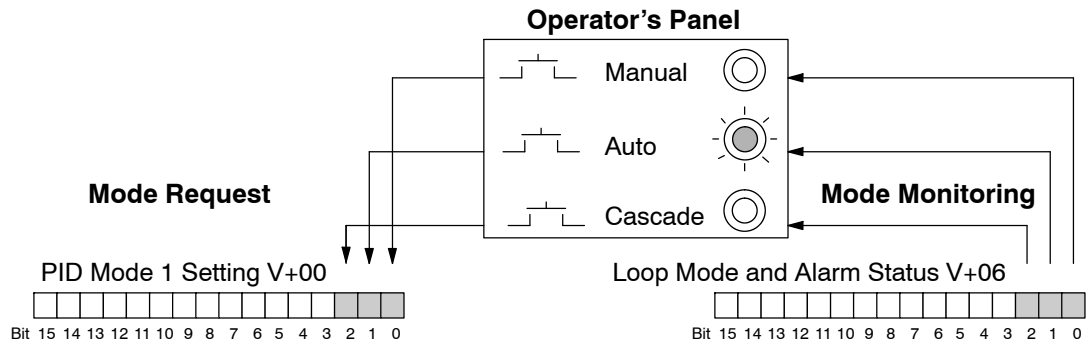 Operator's Panel
Manual
Auto
Cascade
Mode Request
Mode Monitoring
PID Mode 1 Setting V+00
Loop Mode and Alarm Status V+06
Bit 15 14 13 12 11 10 9 8 7 6 5 4 3 2 1 0
Bit 15 14 13 12 11 10 9 8 7 6 5 4 3 2 1 0